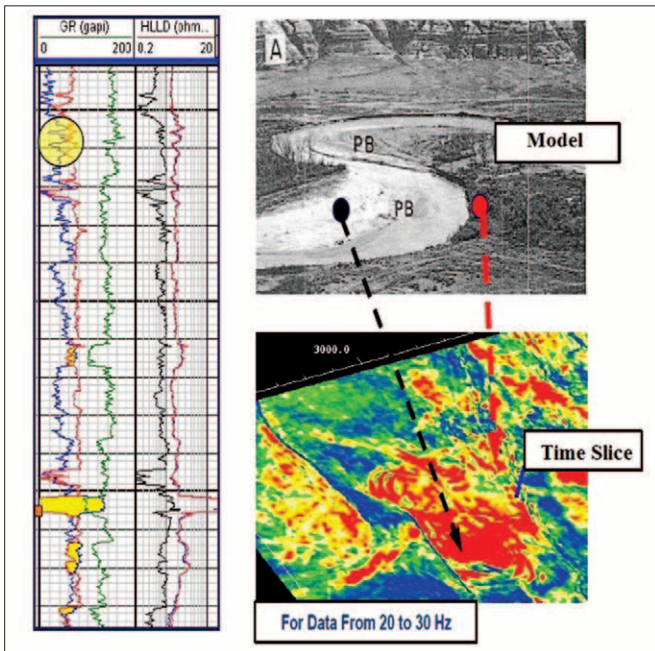 GR (gapi)
0 200
HLLD (ohm...
0.2 20
A
PB
PB
Model
3000.0
Time Slice
For Data From 20 to 30 Hz